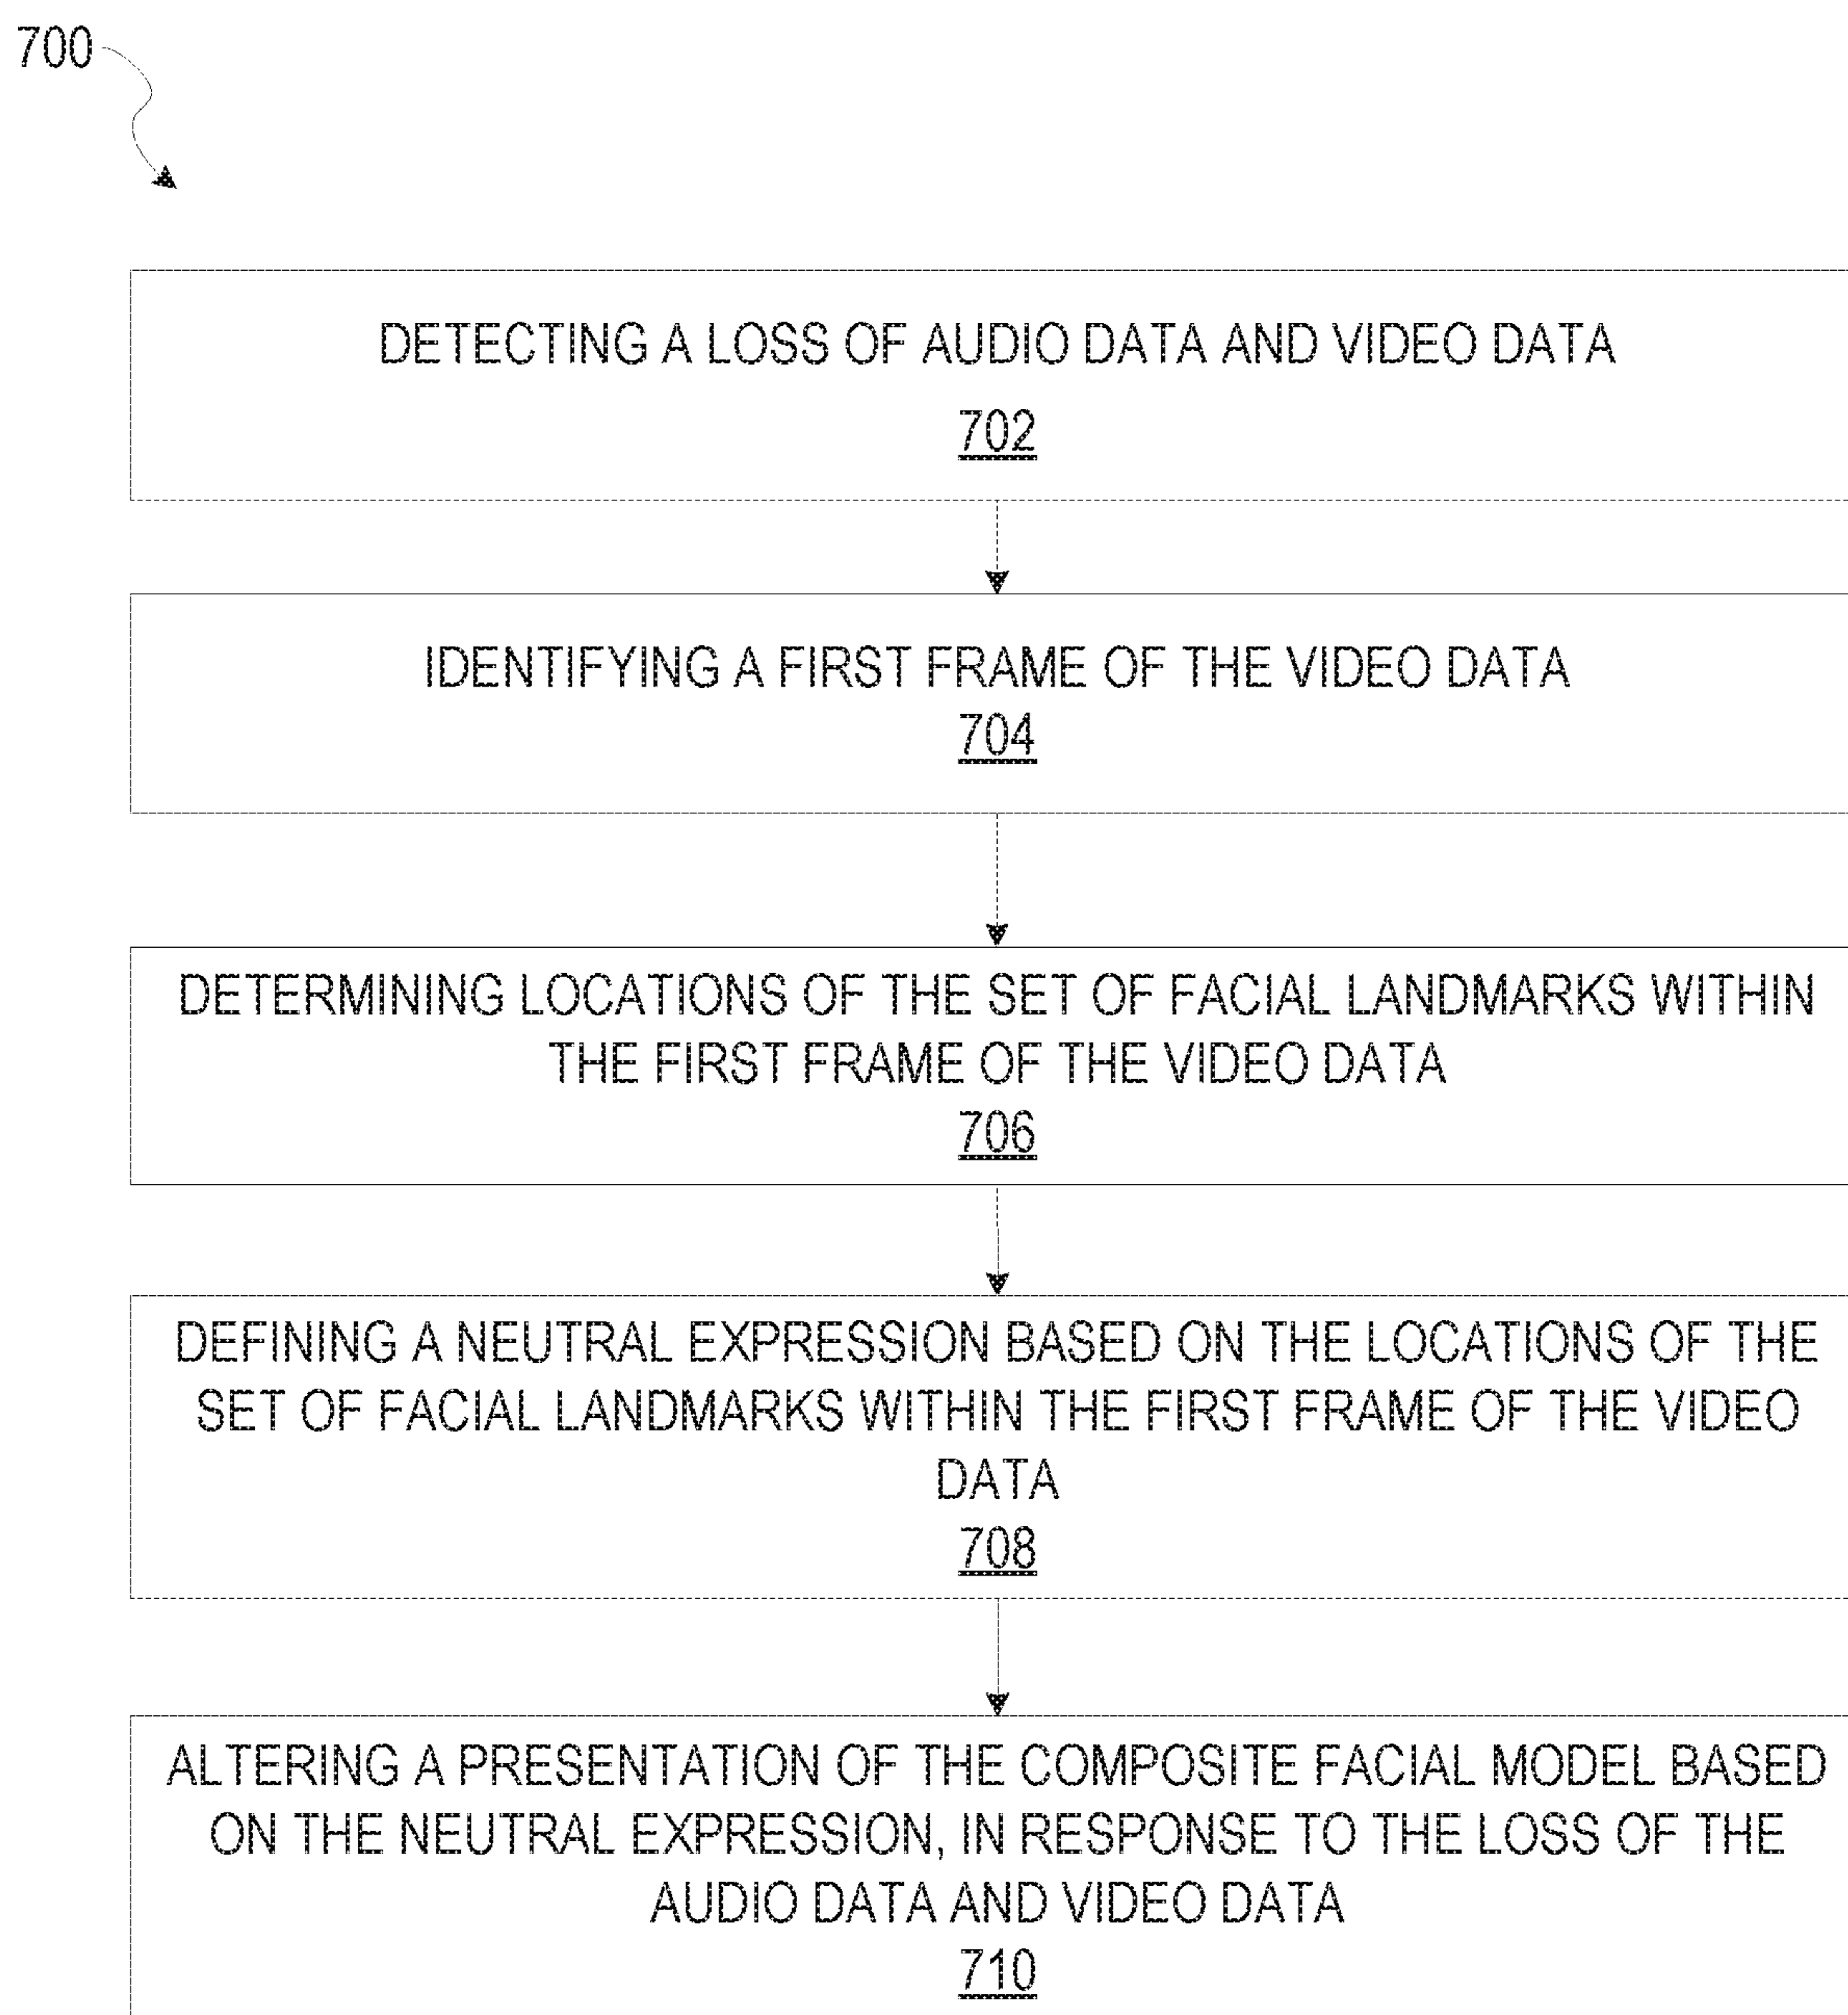 700
DETECTING A LOSS OF AUDIO DATA AND VIDEO DATA
702
IDENTIFYING A FIRST FRAME OF THE VIDEO DATA
704
DETERMINING LOCATIONS OF THE SET OF FACIAL LANDMARKS WITHIN
THE FIRST FRAME OF THE VIDEO DATA
706
DEFINING A NEUTRAL EXPRESSION BASED ON THE LOCATIONS OF THE
SET OF FACIAL LANDMARKS WITHIN THE FIRST FRAME OF THE VIDEO
DATA
708
ALTERING A PRESENTATION OF THE COMPOSITE FACIAL MODEL BASED
ON THE NEUTRAL EXPRESSION, IN RESPONSE TO THE LOSS OF THE
AUDIO DATA AND VIDEO DATA
710